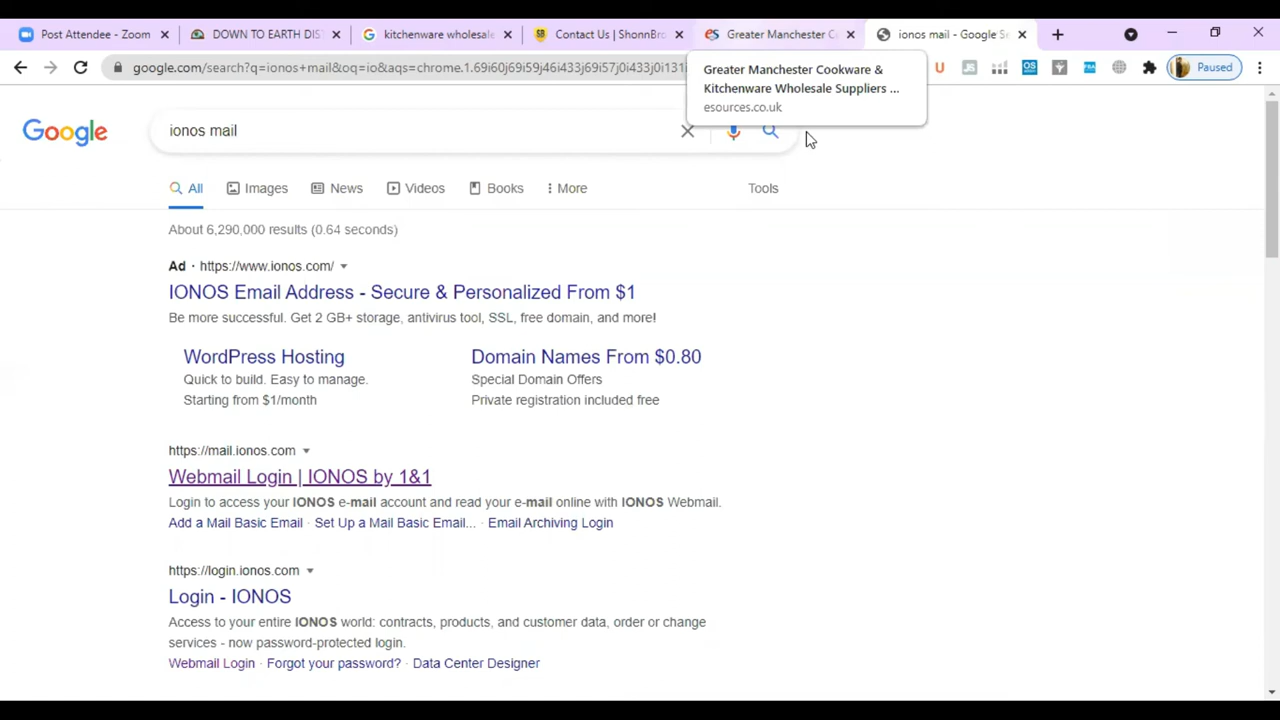 Post Attendee - Zoom
DOWN TO EARTH DIS
kitchenware wholesale
Contact Us | ShonnBro
Greater Manchester C
ionos mail - Google Se
google.com/search?q=ionos+mail&oq=io&aqs=chrome.1.69i60j69i59j46i433j69i57j0i433j0i131i
Paused
Greater Manchester Cookware &
Kitchenware Wholesale Suppliers ...
esources.co.uk
Google
ionos mail
All
Images
News
Videos
Books
More
Tools
About 6,290,000 results (0.64 seconds)
Ad · https://www.ionos.com/
IONOS Email Address - Secure & Personalized From $1
Be more successful. Get 2 GB+ storage, antivirus tool, SSL, free domain, and more!
WordPress Hosting
Quick to build. Easy to manage.
Starting from $1/month
Domain Names From $0.80
Special Domain Offers
Private registration included free
https://mail.ionos.com
Webmail Login | IONOS by 1&1
Login to access your IONOS e-mail account and read your e-mail online with IONOS Webmail.
Add a Mail Basic Email · Set Up a Mail Basic Email... · Email Archiving Login
https://login.ionos.com
Login - IONOS
Access to your entire IONOS world: contracts, products, and customer data, order or change
services - now password-protected login.
Webmail Login · Forgot your password? · Data Center Designer